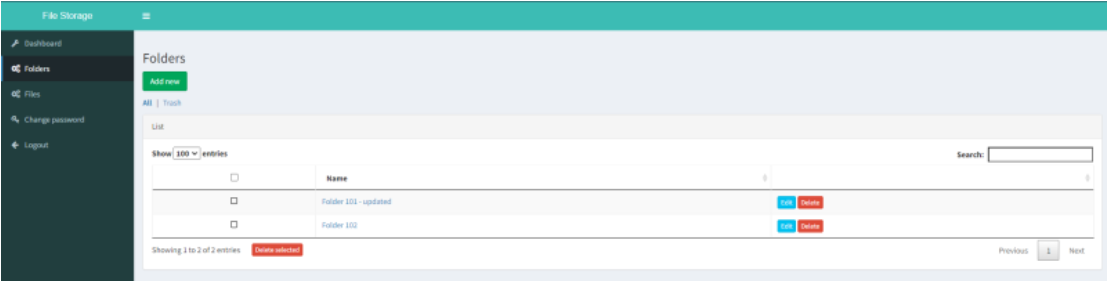 File Storage
Dashboard
Folders
Files
Change password
Logout
Folders
Add new
All | Trash
List
Show 100 entries
Search:
Name
Folder 101 - updated
Edit Delete
Folder 102
Edit Delete
Showing 1 to 2 of 2 entries
Delete selected
Previous 1 Next